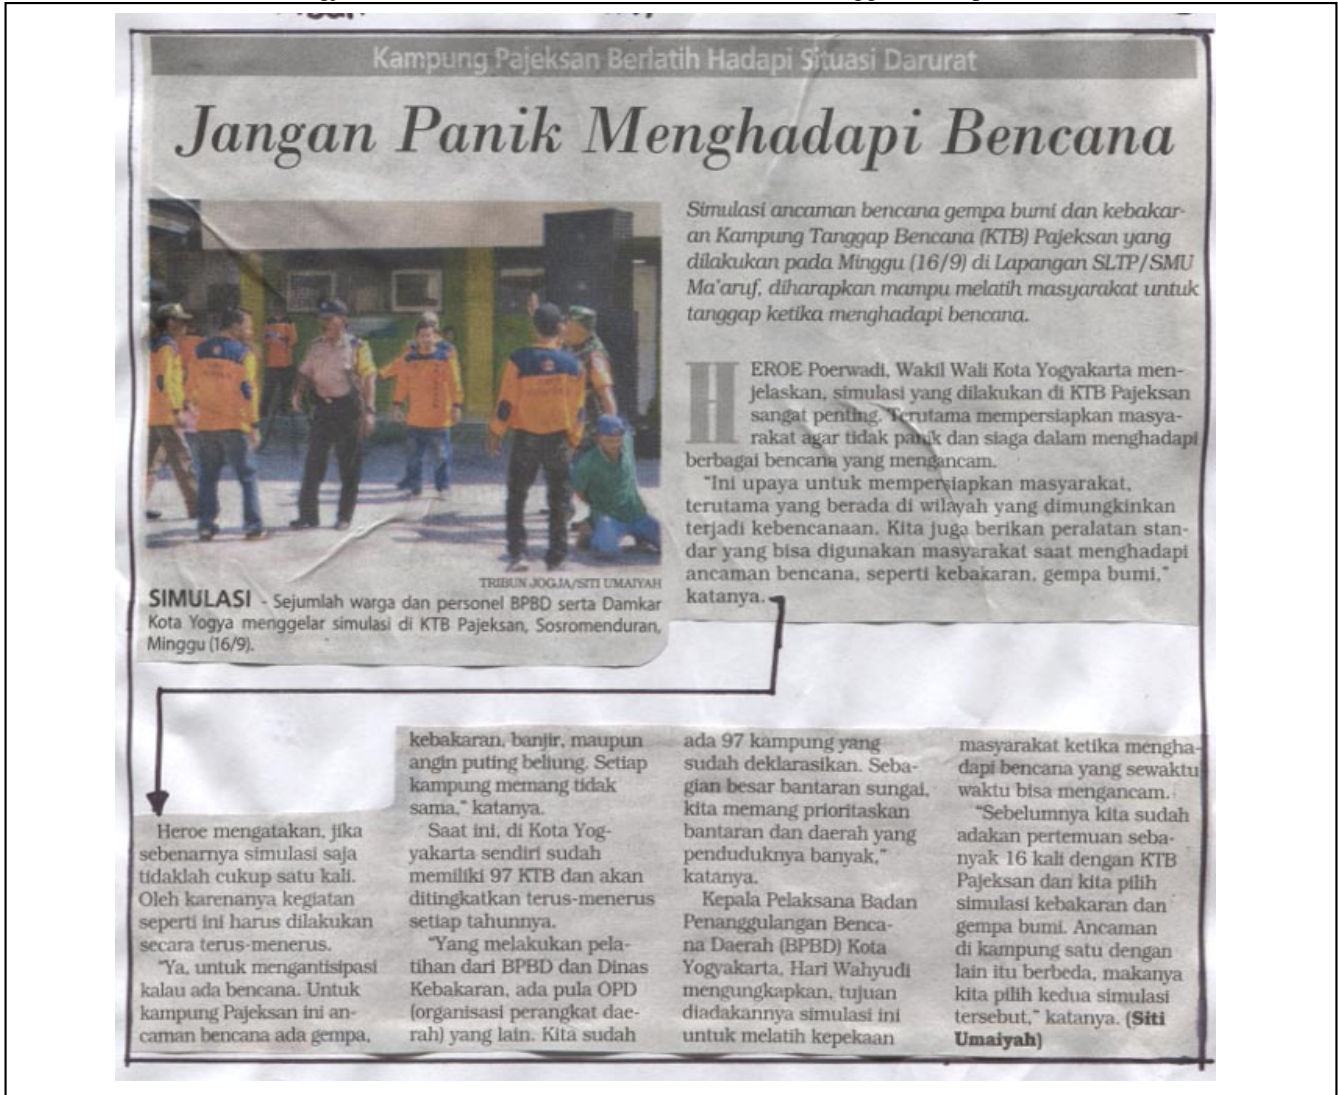 Kampung Pajeksan Berlatih Hadapi Situasi Darurat
Jangan Panik Menghadapi Bencana
Simulasi ancaman bencana gempa bumi dan kebakar-
an Kampung Tanggap Bencana (KTB) Pajeksan yang
dilakukan pada Minggu (16/9) di Lapangan SLTP/SMU
Ma'aruf, diharapkan mampu melatih masyarakat untuk
tanggap ketika menghadapi bencana.
TRIBUN JOGJA/SITI UMAIYAH
SIMULASI - Sejumlah warga dan personel BPBD serta Damkar
Kota Yogya menggelar simulasi di KTB Pajeksan, Sosromenduran,
Minggu (16/9).
HEROE Poerwadi, Wakil Wali Kota Yogyakarta men-
jelaskan, simulasi yang dilakukan di KTB Pajeksan
sangat penting. Terutama mempersiapkan masya-
rakat agar tidak panik dan siaga dalam menghadapi
berbagai bencana yang mengancam.
"Ini upaya untuk mempersiapkan masyarakat,
terutama yang berada di wilayah yang dimungkinkan
terjadi kebencanaan. Kita juga berikan peralatan stan-
dar yang bisa digunakan masyarakat saat menghadapi
ancaman bencana, seperti kebakaran, gempa bumi,"
katanya.
Heroe mengatakan, jika
sebenarnya simulasi saja
tidaklah cukup satu kali.
Oleh karenanya kegiatan
seperti ini harus dilakukan
secara terus-menerus.
"Ya, untuk mengantisipasi
kalau ada bencana. Untuk
kampung Pajeksan ini an-
caman bencana ada gempa,
kebakaran, banjir, maupun
angin puting beliung. Setiap
kampung memang tidak
sama," katanya.
Saat ini, di Kota Yog-
yakarta sendiri sudah
memiliki 97 KTB dan akan
ditingkatkan terus-menerus
setiap tahunnya.
"Yang melakukan pela-
tihan dari BPBD dan Dinas
Kebakaran, ada pula OPD
(organisasi perangkat dae-
rah) yang lain. Kita sudah
ada 97 kampung yang
sudah deklarasikan. Seba-
gian besar bantaran sungai,
kita memang prioritaskan
bantaran dan daerah yang
penduduknya banyak,"
katanya.
Kepala Pelaksana Badan
Penanggulangan Benca-
na Daerah (BPBD) Kota
Yogyakarta, Hari Wahyudi
mengungkapkan, tujuan
diadakannya simulasi ini
untuk melatih kepekaan
masyarakat ketika mengha-
dapi bencana yang sewaktu
waktu bisa mengancam.
"Sebelumnya kita sudah
adakan pertemuan seba-
nyak 16 kali dengan KTB
Pajeksan dan kita pilih
simulasi kebakaran dan
gempa bumi. Ancaman
di kampung satu dengan
lain itu berbeda, makanya
kita pilih kedua simulasi
tersebut," katanya. (Siti
Umaiyah)